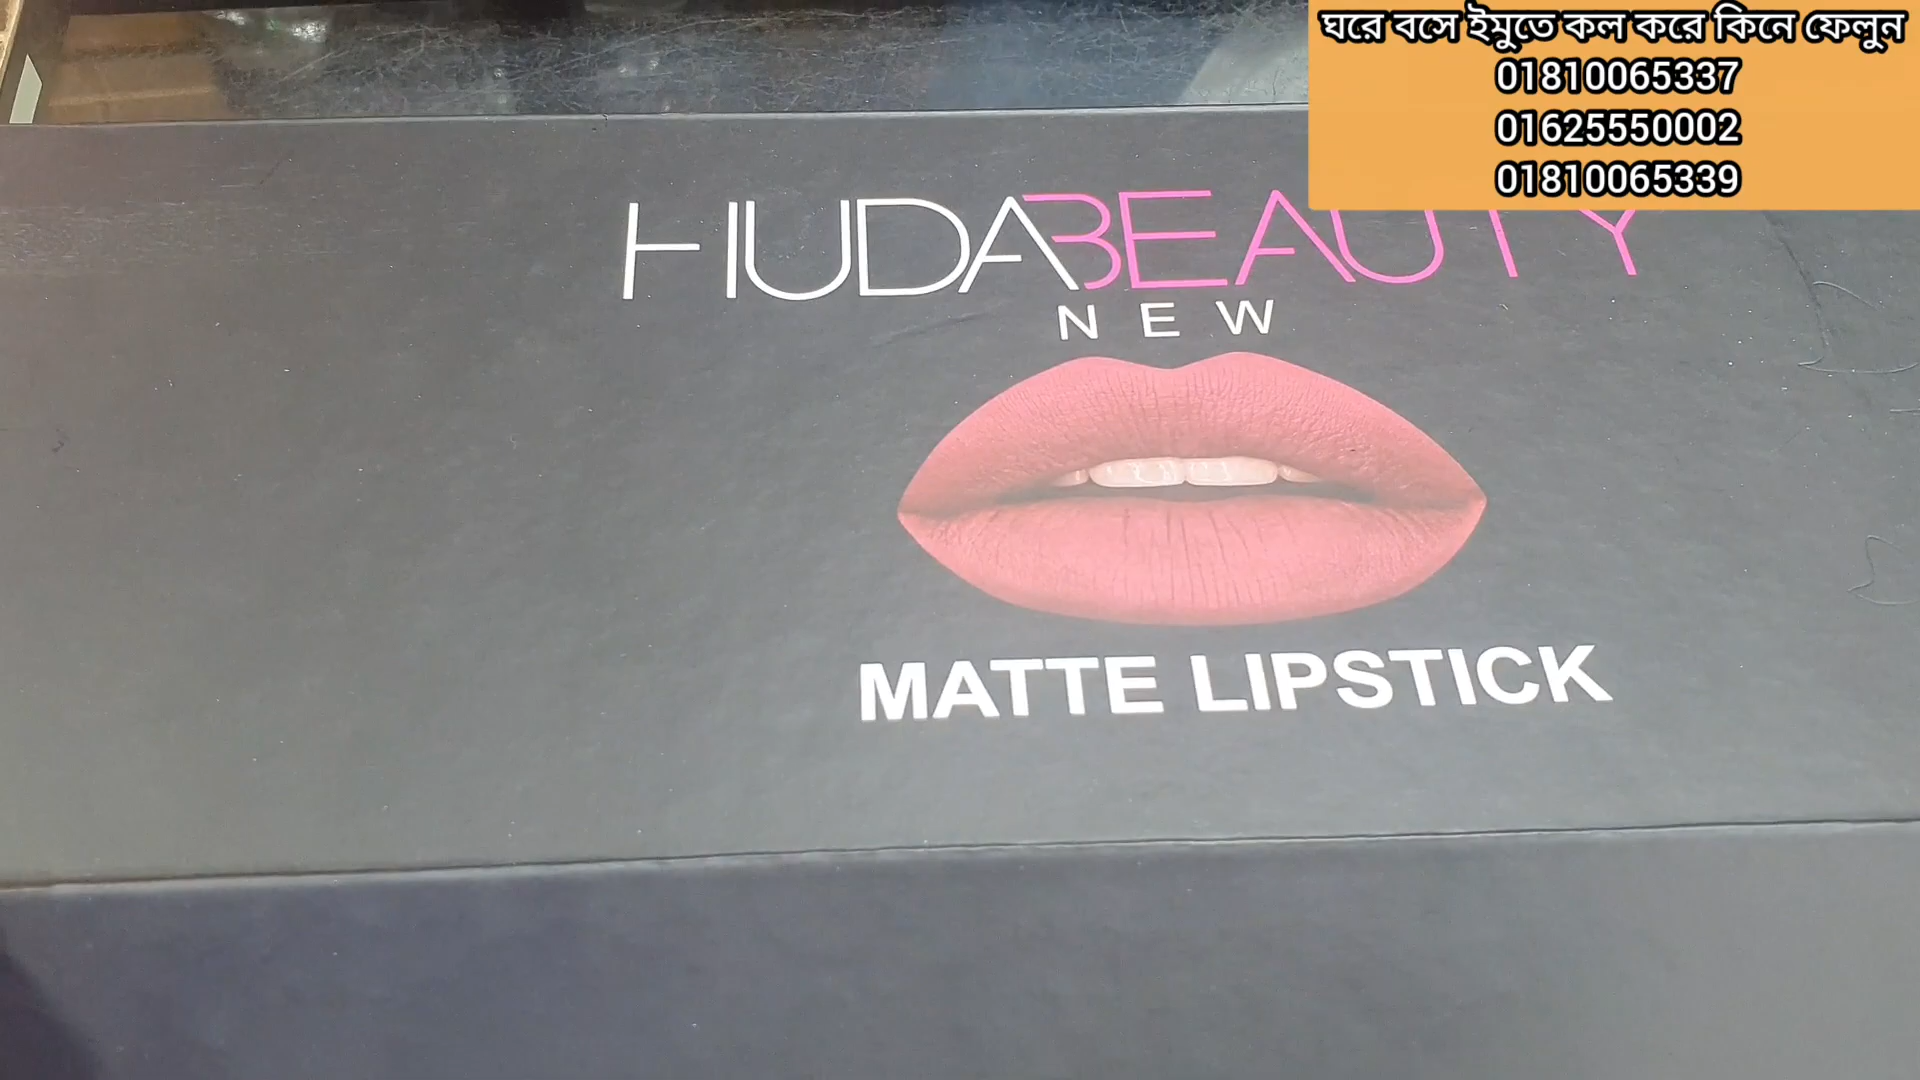 ঘরে বসে ইমুতে কল করে কিনে ফেলুন
01810065337
01625550002
01810065339
HUDABEAUTY
NEW
MATTE LIPSTICK